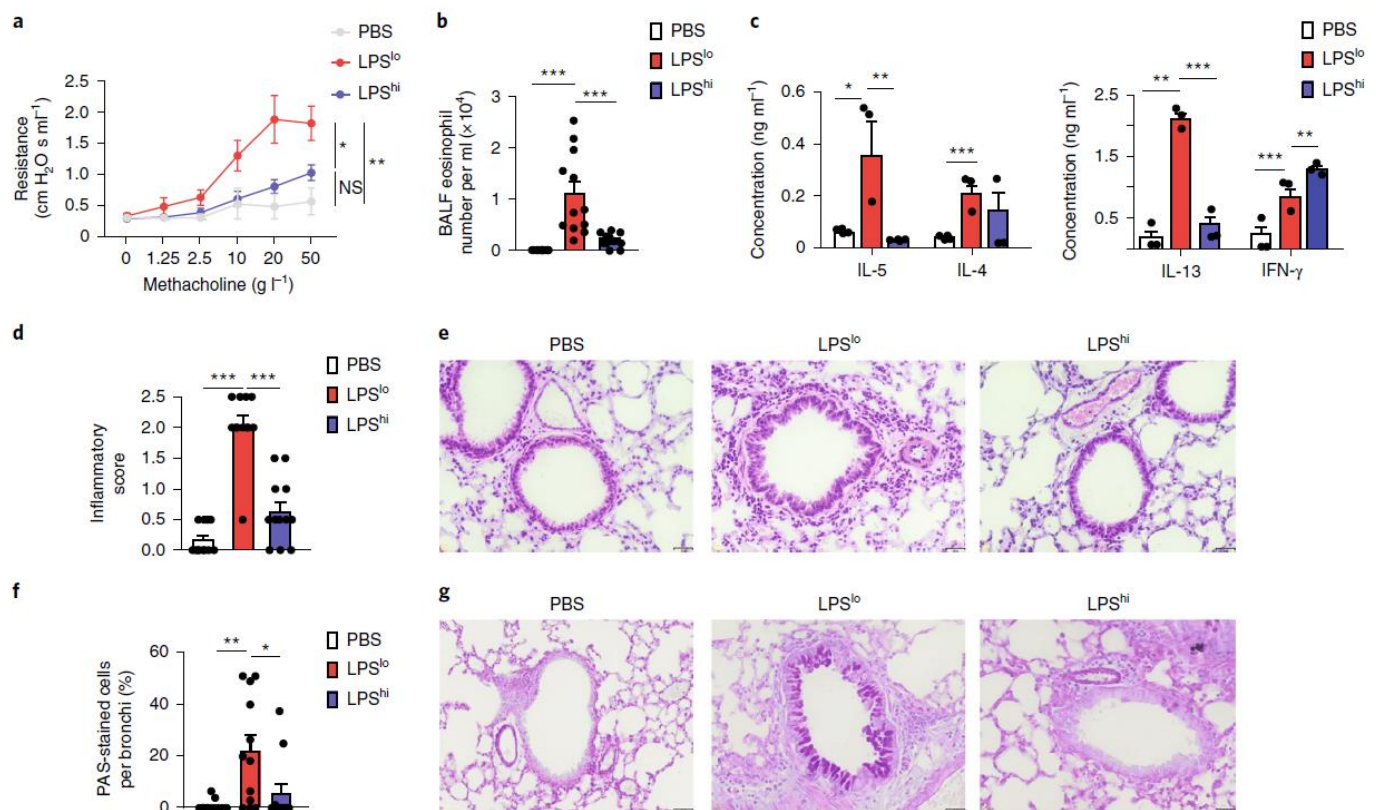 a
PBS
LPSˡᵒ
LPSʰⁱ
Resistance
(cm H₂O s ml⁻¹)
2.5
2.0
1.5
1.0
0.5
0
0
1.25
2.5
10
20
50
Methacholine (g l⁻¹)
*
NS
**
b
PBS
LPSˡᵒ
LPSʰⁱ
BALF eosinophil
number per ml (×10⁴)
3
2
1
0
***
***
c
PBS
LPSˡᵒ
LPSʰⁱ
Concentration (ng ml⁻¹)
0.6
0.4
0.2
0
*
**
***
IL-5
IL-4
Concentration (ng ml⁻¹)
2.5
1.5
0.5
**
***
***
**
IL-13
IFN-γ
d
PBS
LPSˡᵒ
LPSʰⁱ
Inflammatory
score
2.5
2.0
1.5
1.0
0.5
0.0
***
***
e
PBS
LPSˡᵒ
LPSʰⁱ
f
PBS
LPSˡᵒ
LPSʰⁱ
PAS-stained cells
per bronchi (%)
60
40
20
0
**
*
g
PBS
LPSˡᵒ
LPSʰⁱ